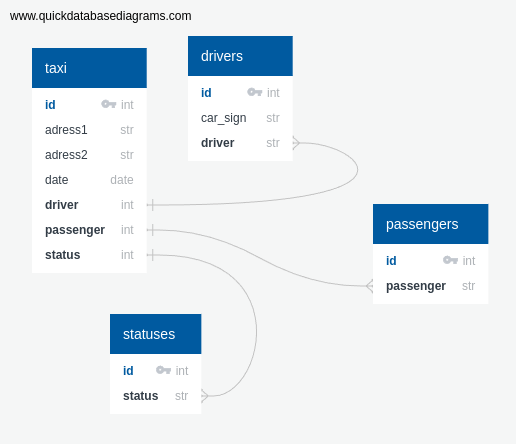 www.quickdatabasediagrams.com
taxi
id int
adress1 str
adress2 str
date date
driver int
passenger int
status int
drivers
id int
car_sign str
driver str
passengers
id int
passenger str
statuses
id int
status str